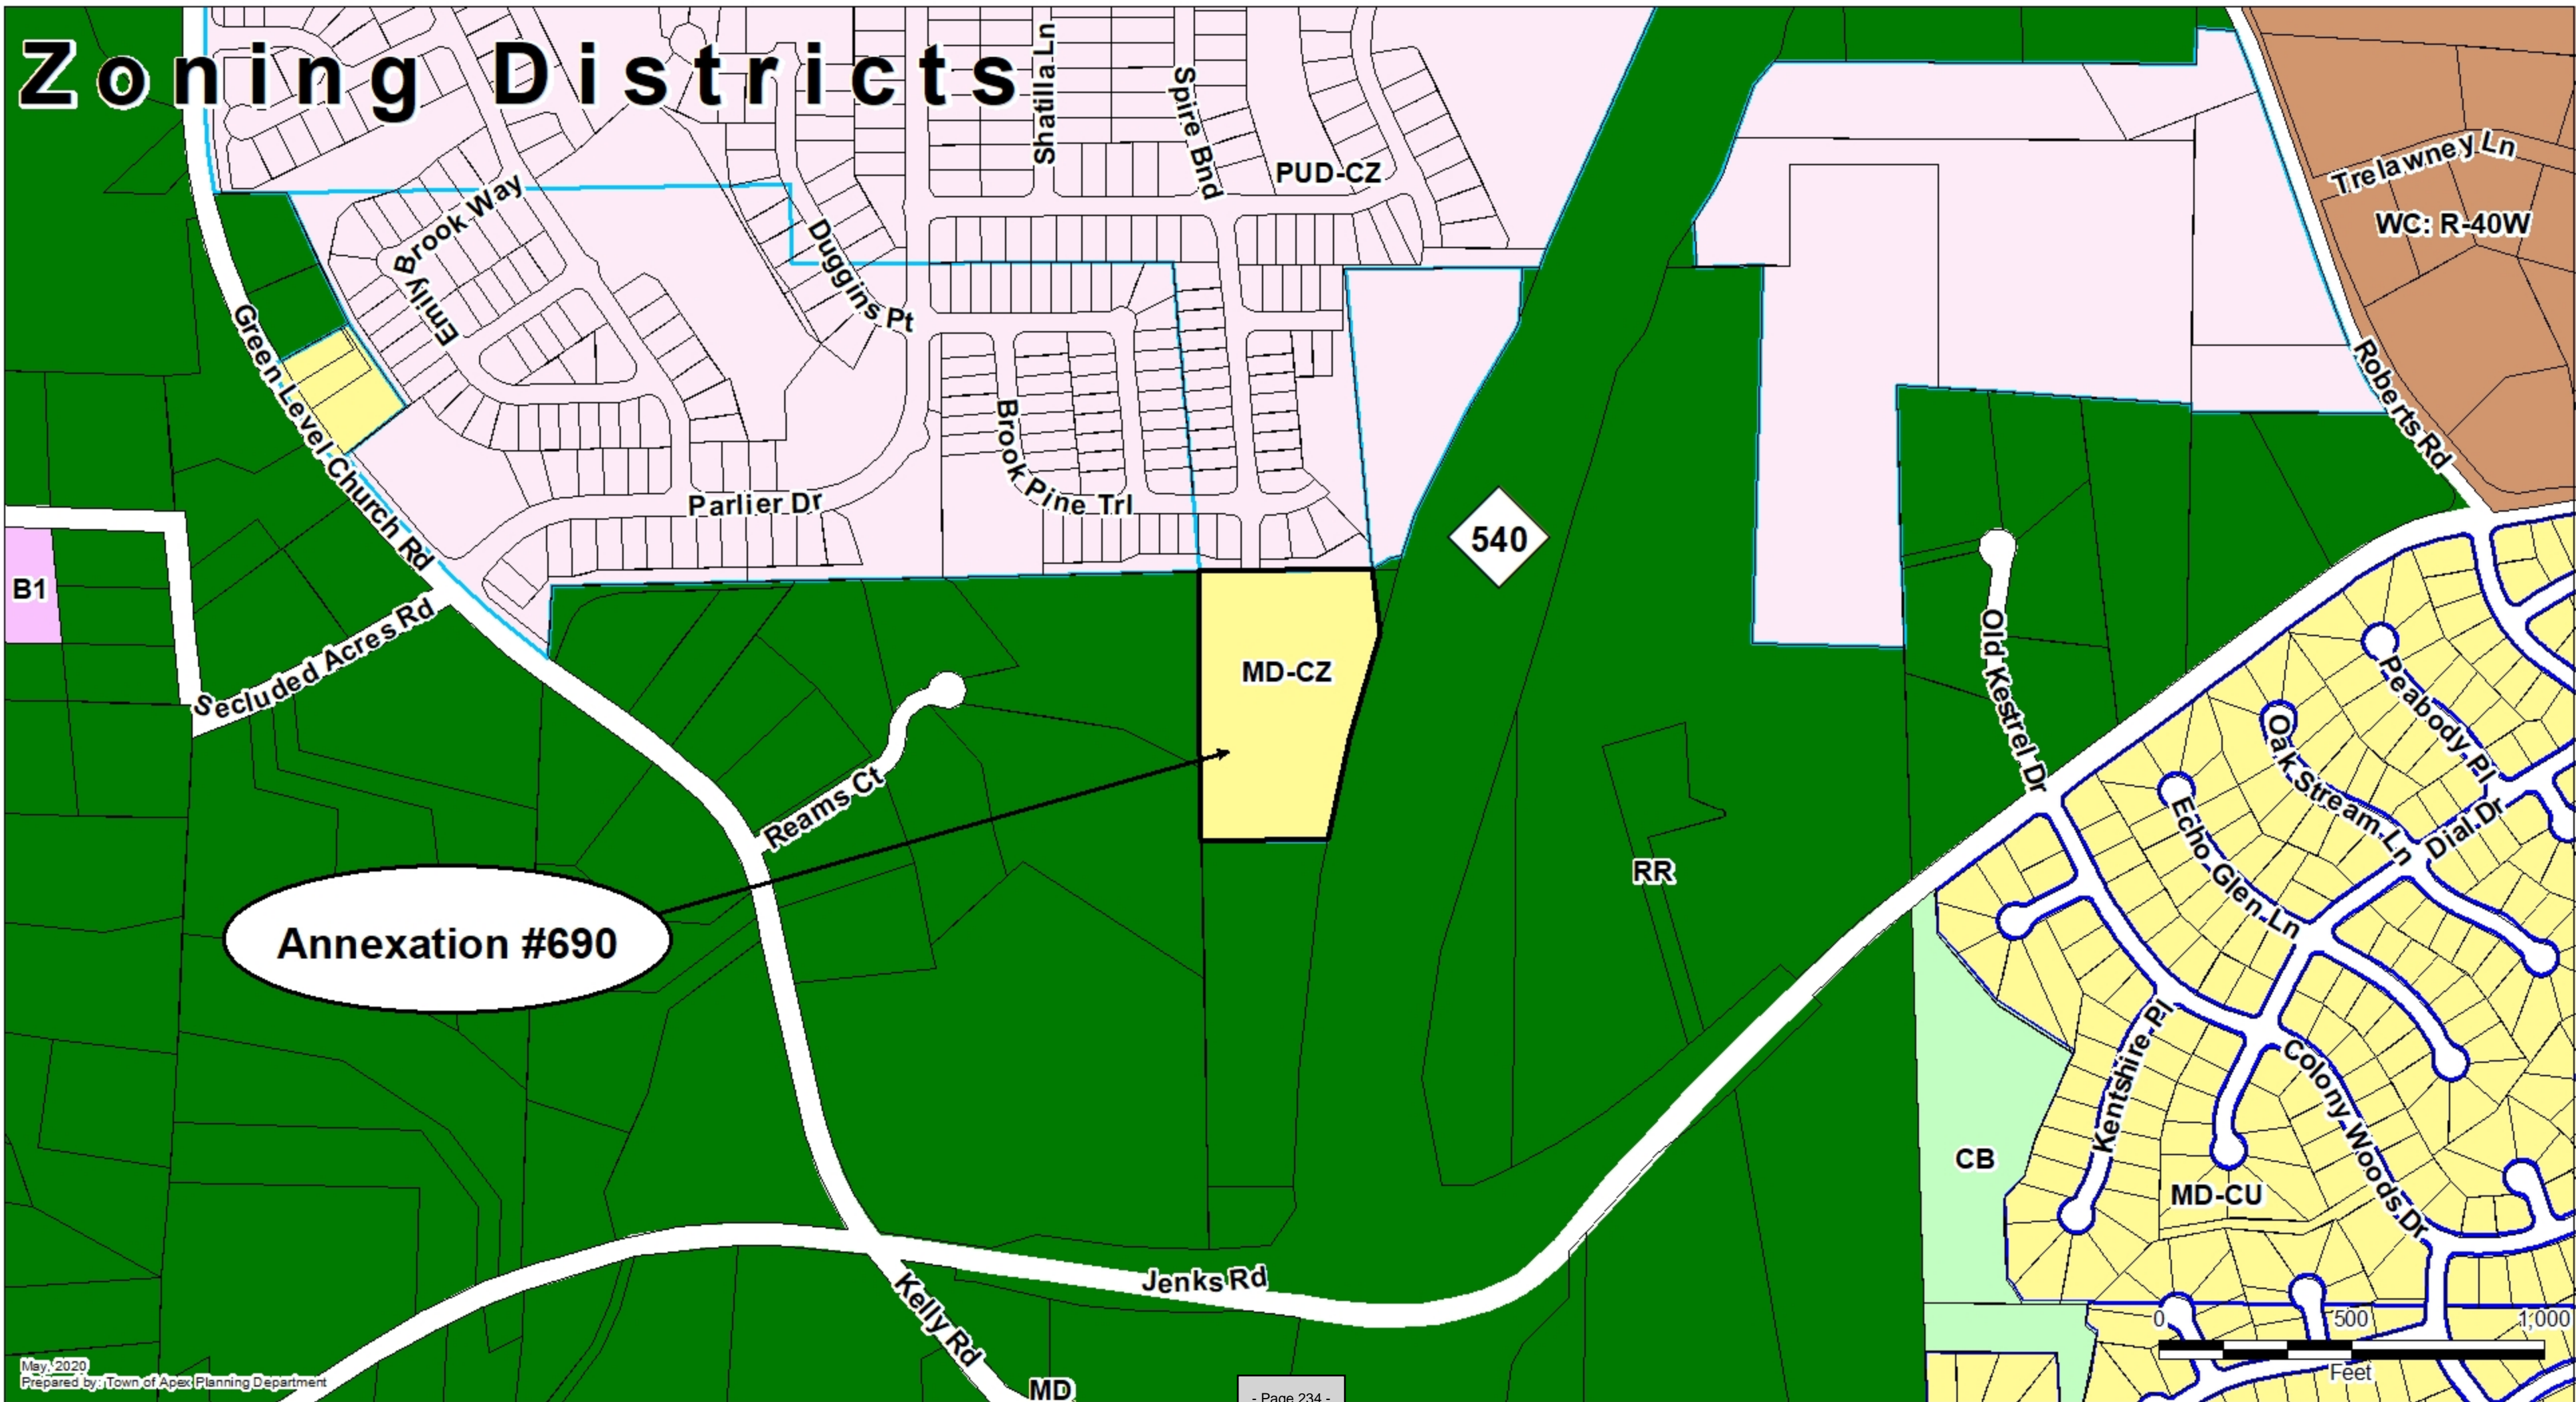 Zoning Districts
Shatilla Ln
Spire Bnd
PUD-CZ
Trelawney Ln
WC: R-40W
Emily Brook Way
Duggins Pt
Green Level Church Rd
Roberts Rd
Brook Pine Trl
Parlier Dr
540
B1
Secluded Acres Rd
MD-CZ
Old Kestrel Dr
Peabody Pl
Oak Stream Ln
Dial Dr
Echo Glen Ln
Reams Ct
RR
Annexation #690
Kentshire Pl
Colony Woods Dr
CB
MD-CU
Jenks Rd
Kelly Rd
MD
0 500 1,000
Feet
May, 2020
Prepared by: Town of Apex Planning Department
- Page 234 -